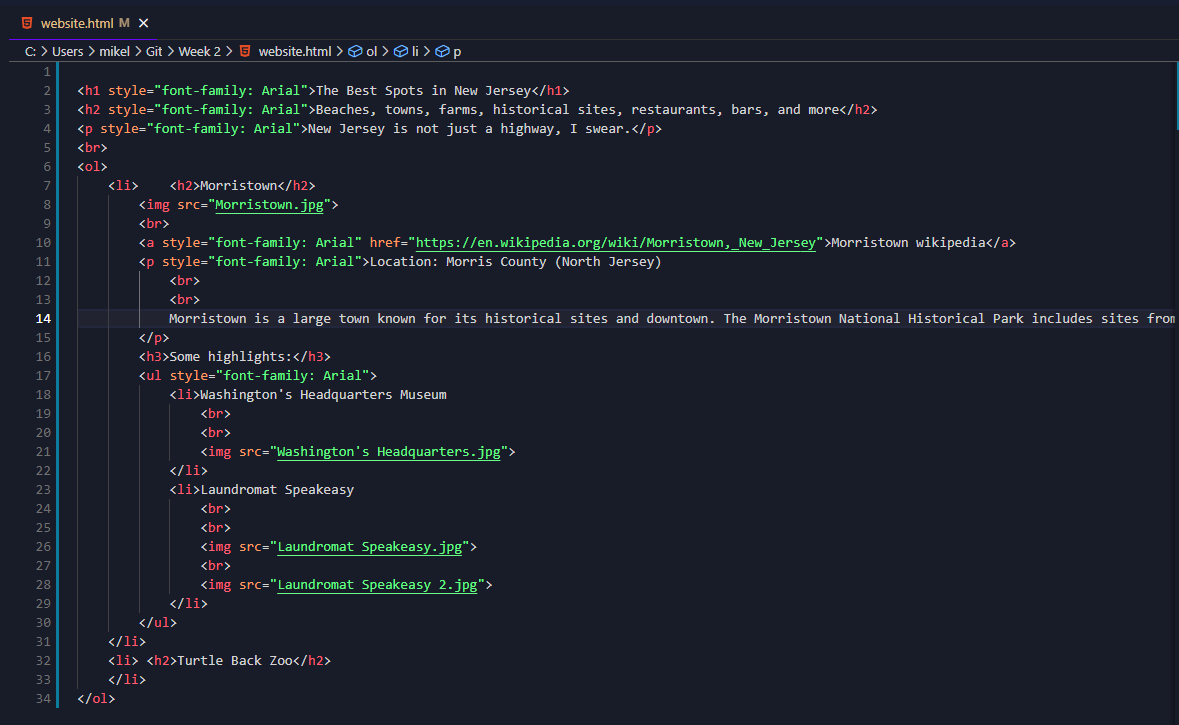 website.html M
C: > Users > mikel > Git > Week 2 > website.html > ol > li > p
1
2 <h1 style="font-family: Arial">The Best Spots in New Jersey</h1>
3 <h2 style="font-family: Arial">Beaches, towns, farms, historical sites, restaurants, bars, and more</h2>
4 <p style="font-family: Arial">New Jersey is not just a highway, I swear.</p>
5 <br>
6 <ol>
7     <li>    <h2>Morristown</h2>
8         <img src="Morristown.jpg">
9         <br>
10         <a style="font-family: Arial" href="https://en.wikipedia.org/wiki/Morristown,_New_Jersey">Morristown wikipedia</a>
11         <p style="font-family: Arial">Location: Morris County (North Jersey)
12             <br>
13             <br>
14             Morristown is a large town known for its historical sites and downtown. The Morristown National Historical Park includes sites from
15         </p>
16         <h3>Some highlights:</h3>
17         <ul style="font-family: Arial">
18             <li>Washington's Headquarters Museum
19                 <br>
20                 <br>
21                 <img src="Washington's Headquarters.jpg">
22             </li>
23             <li>Laundromat Speakeasy
24                 <br>
25                 <br>
26                 <img src="Laundromat Speakeasy.jpg">
27                 <br>
28                 <img src="Laundromat Speakeasy 2.jpg">
29             </li>
30         </ul>
31     </li>
32     <li> <h2>Turtle Back Zoo</h2>
33     </li>
34 </ol>